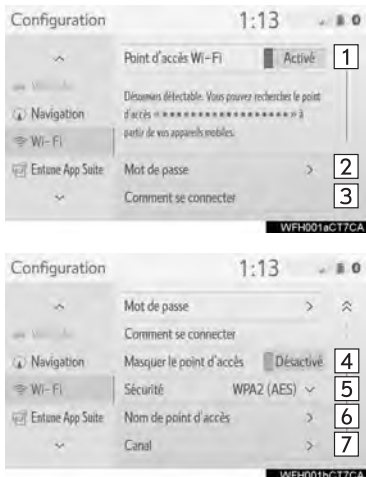 Configuration 1:13
Point d'accès Wi-Fi Activé 1
Désormais détectable. Vous pouvez rechercher le point
d'accès « ******************** » à
Navigation
partir de vos appareils mobiles.
Wi-Fi
Entune App Suite Mot de passe > 2
Comment se connecter 3
WFH001aCT7CA
Configuration 1:13
Mot de passe >
Comment se connecter
Navigation Masquer le point d'accès Désactivé 4
Wi-Fi Sécurité WPA2 (AES) 5
Entune App Suite Nom de point d'accès > 6
Canal > 7
WFH001bCT7CA